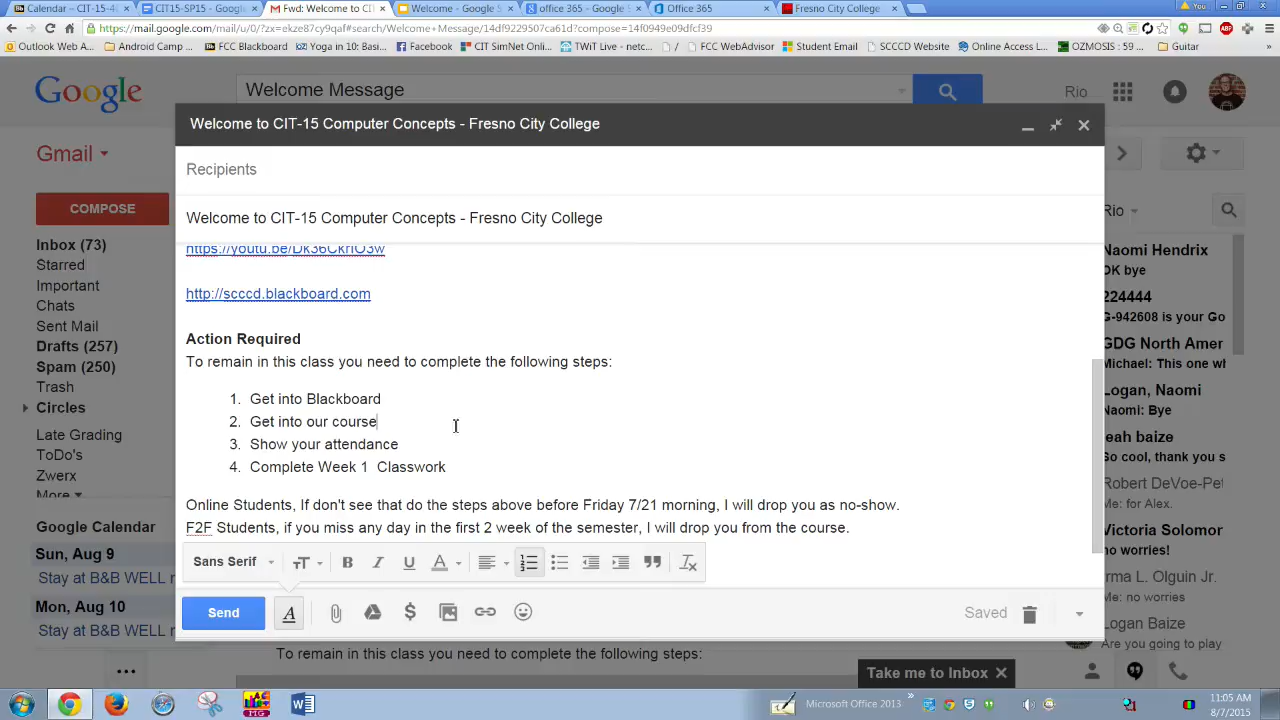 Calendar – CIT-15-4
CIT15-SP15 - Google
Fwd: Welcome to CIT-1
Welcome - Google S
office 365 - Google
Office 365
Fresno City College
You
https://mail.google.com/mail/u/0/?zx=ekze87cy9qaf#search/Welcome+Message/14df9229507ca61d?compose=14f0949e09dfcf39
Outlook Web A...
Android Camp
FCC Blackboard
Yoga in 10: Basi...
Facebook
CIT SimNet Onlin...
TWiT Live - netc...
FCC WebAdvisor
Student Email
SCCCD Website
Online Access L...
OZMOSIS : 59 ...
Guitar
Google
Welcome Message
Rio
Gmail
COMPOSE
Inbox (73)
Starred
Important
Chats
Sent Mail
Drafts (257)
Spam (250)
Trash
Circles
Late Grading
ToDo's
Zwerx
More
Google Calendar
Sun, Aug 9
Stay at B&B WELL r
Mon, Aug 10
Stay at B&B WELL r
Welcome to CIT-15 Computer Concepts - Fresno City College
Recipients
Welcome to CIT-15 Computer Concepts - Fresno City College
http://scccd.blackboard.com
Action Required
To remain in this class you need to complete the following steps:
1. Get into Blackboard
2. Get into our course
3. Show your attendance
4. Complete Week 1 Classwork
Online Students, If don't see that do the steps above before Friday 7/21 morning, I will drop you as no-show.
F2F Students, if you miss any day in the first 2 week of the semester, I will drop you from the course.
Sans Serif
Send
Saved
To remain in this class you need to complete the following steps:
Take me to Inbox
Rio
Naomi Hendrix
OK bye
224444
G-942608 is your Go
GDG North Amer
Michael: This one wh
Logan, Naomi
Naomi: Bye
leah baize
So cool, thank you s
Robert DeVoe-Pet
Me: for Alex.
Victoria Solomor
no worries!
Irma L. Olguin Jr.
Me: no worries
Logan Baize
Are you going to play
Microsoft Office 2013
11:05 AM
8/7/2015